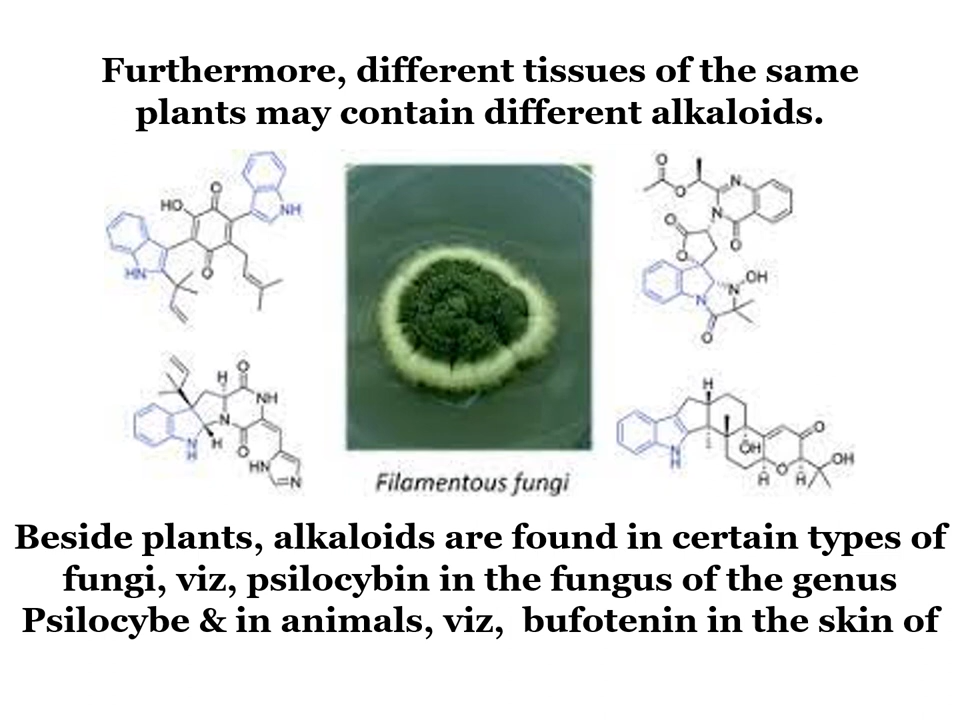 Furthermore, different tissues of the same
plants may contain different alkaloids.
HO
O
NH
HN
O
O
O
N
N
O
O
O
N
OH
N
O
H
O
NH
N
O
H
N
H
HN
N
H
O
OH
N
H
O
H
H
OH
Filamentous fungi
Beside plants, alkaloids are found in certain types of
fungi, viz, psilocybin in the fungus of the genus
Psilocybe & in animals, viz, bufotenin in the skin of